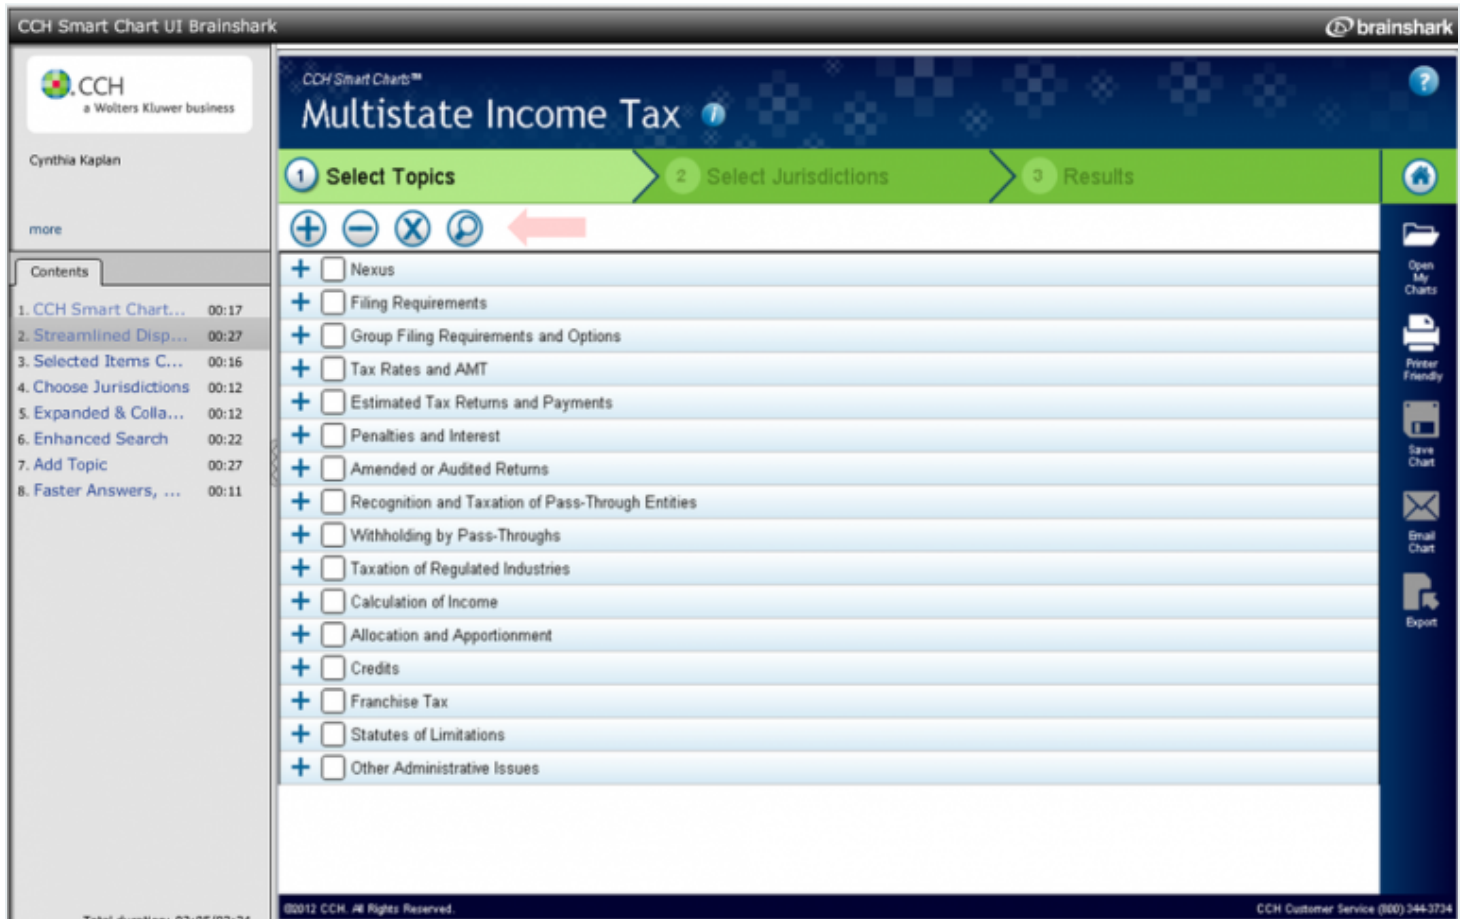 CCH Smart Chart UI Brainshark
brainshark
CCH
a Wolters Kluwer business
Cynthia Kaplan
more
Contents
1. CCH Smart Chart... 00:17
2. Streamlined Disp... 00:27
3. Selected Items C... 00:16
4. Choose Jurisdictions 00:12
5. Expanded & Colla... 00:12
6. Enhanced Search 00:22
7. Add Topic 00:27
8. Faster Answers, ... 00:11
CCH Smart Charts™
Multistate Income Tax i
?
1 Select Topics
2 Select Jurisdictions
3 Results
Nexus
Filing Requirements
Group Filing Requirements and Options
Tax Rates and AMT
Estimated Tax Returns and Payments
Penalties and Interest
Amended or Audited Returns
Recognition and Taxation of Pass-Through Entities
Withholding by Pass-Throughs
Taxation of Regulated Industries
Calculation of Income
Allocation and Apportionment
Credits
Franchise Tax
Statutes of Limitations
Other Administrative Issues
Open
My
Charts
Printer
Friendly
Save
Chart
Email
Chart
Export
©2012 CCH. All Rights Reserved.
CCH Customer Service (800) 344-3734